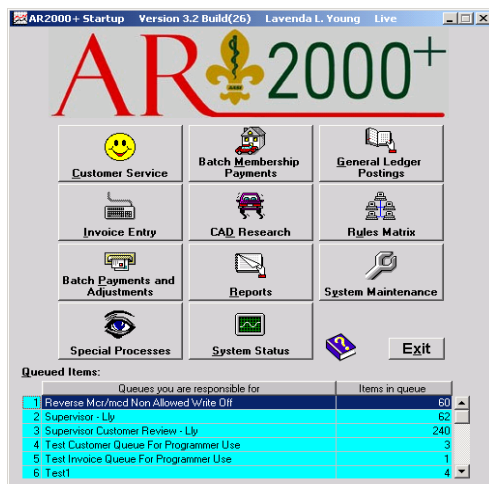 AR2000+ Startup Version 3.2 Build(26) Lavenda L. Young Live
AR 2000+
Customer Service
Batch Membership
Payments
General Ledger
Postings
Invoice Entry
CAD Research
Rules Matrix
Batch Payments and
Adjustments
Reports
System Maintenance
Special Processes
System Status
?
Exit
Queued Items:
Queues you are responsible for Items in queue
1 Reverse Mcr/mcd Non Allowed Write Off 60
2 Supervisor - Lly 62
3 Supervisor Customer Review - Lly 240
4 Test Customer Queue For Programmer Use 3
5 Test Invoice Queue For Programmer Use 1
6 Test1 4